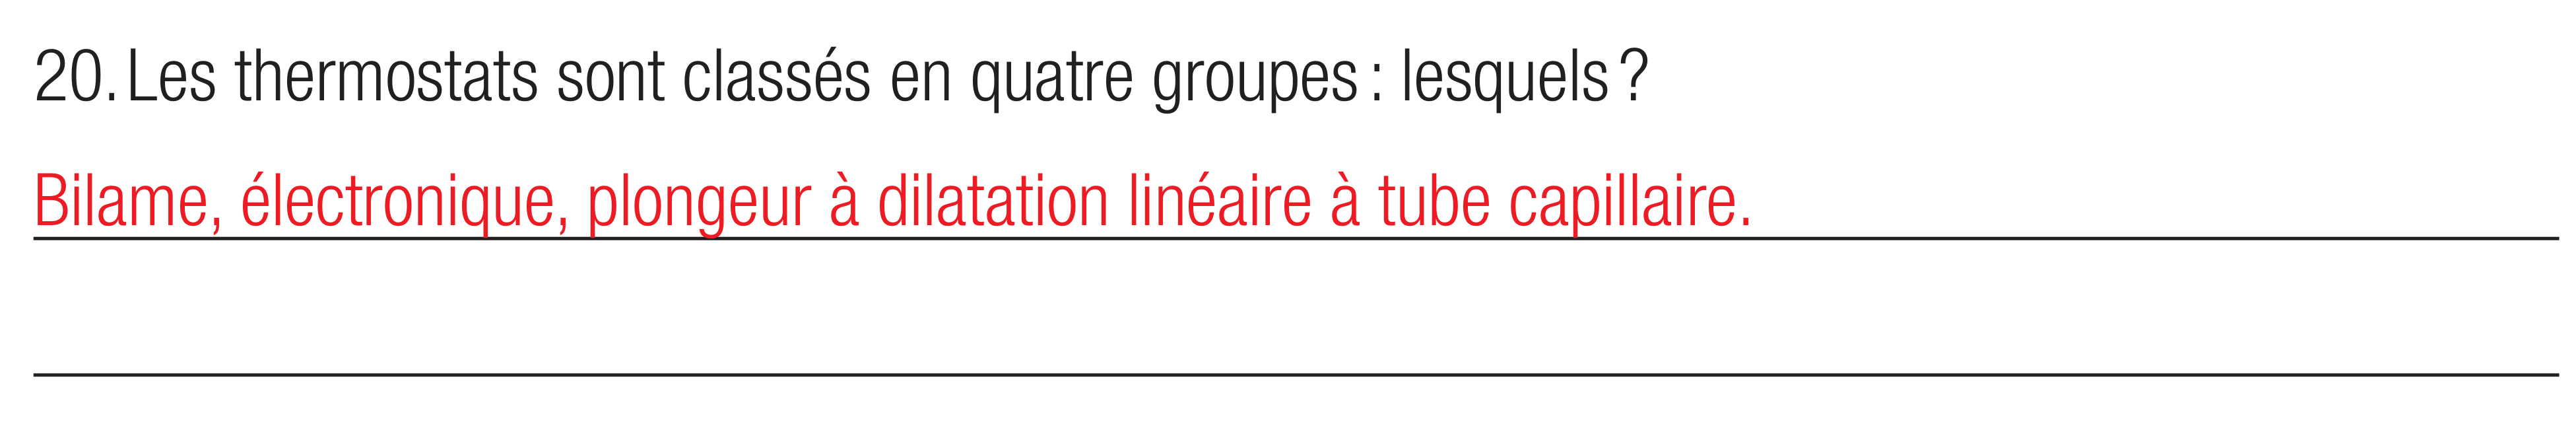 20. Les thermostats sont classés en quatre groupes : lesquels ?
Bilame, électronique, plongeur à dilatation linéaire à tube capillaire.